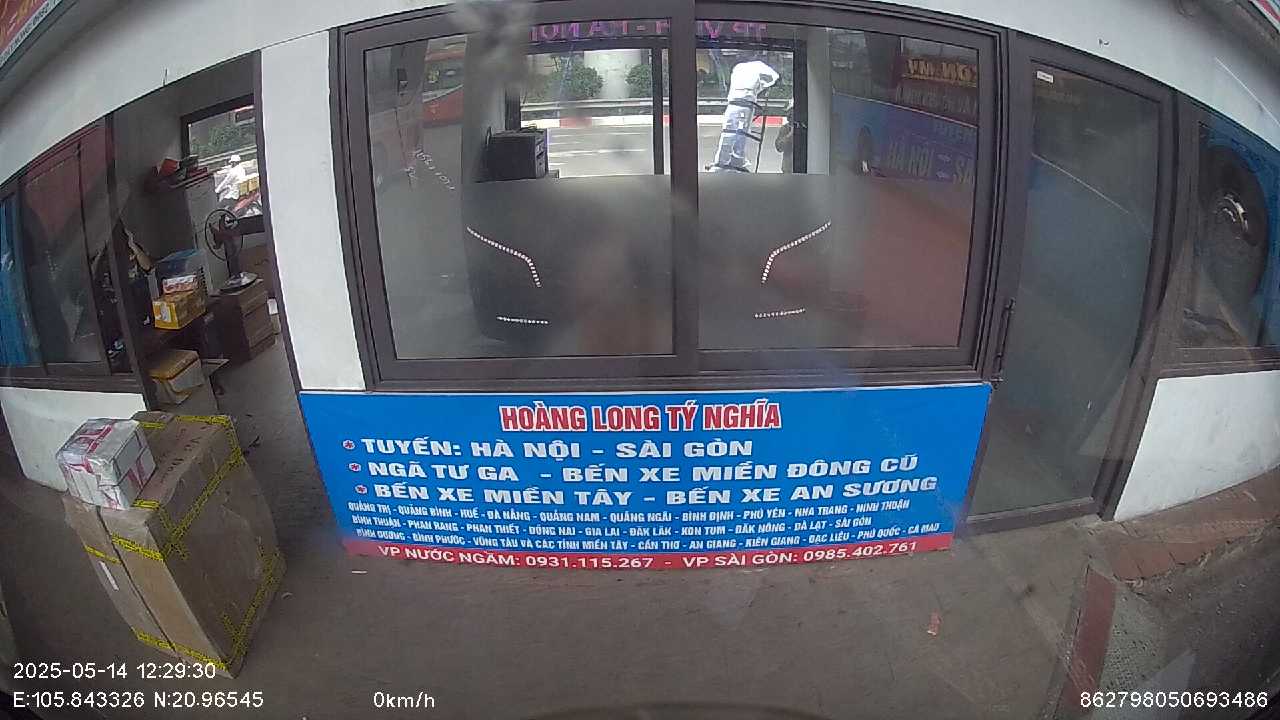 HOÀNG LONG TÝ NGHĨA
TUYẾN: HÀ NỘI - SÀI GÒN
NGÃ TƯ GA - BẾN XE MIỀN ĐÔNG CŨ
BẾN XE MIỀN TÂY - BẾN XE AN SƯƠNG
QUẢNG TRỊ - QUẢNG BÌNH - HUẾ - ĐÀ NẴNG - QUẢNG NAM - QUẢNG NGÃI - BÌNH ĐỊNH - PHÚ YÊN - NHA TRANG - NINH THUẬN
BÌNH THUẬN - PHAN RANG - PHAN THIẾT - ĐỒNG NAI - GIA LAI - ĐĂK LĂK - KON TUM - ĐĂK NÔNG - ĐÀ LẠT - SÀI GÒN
BÌNH DƯƠNG - BÌNH PHƯỚC - VŨNG TÀU VÀ CÁC TỈNH MIỀN TÂY - CẦN THƠ - AN GIANG - KIÊN GIANG - BẠC LIÊU - PHÚ QUỐC - CÀ MAU
VP NƯỚC NGẦM: 0931.115.267 - VP SÀI GÒN: 0985.402.761
2025-05-14 12:29:30
E:105.843326 N:20.96545 0km/h 862798050693486